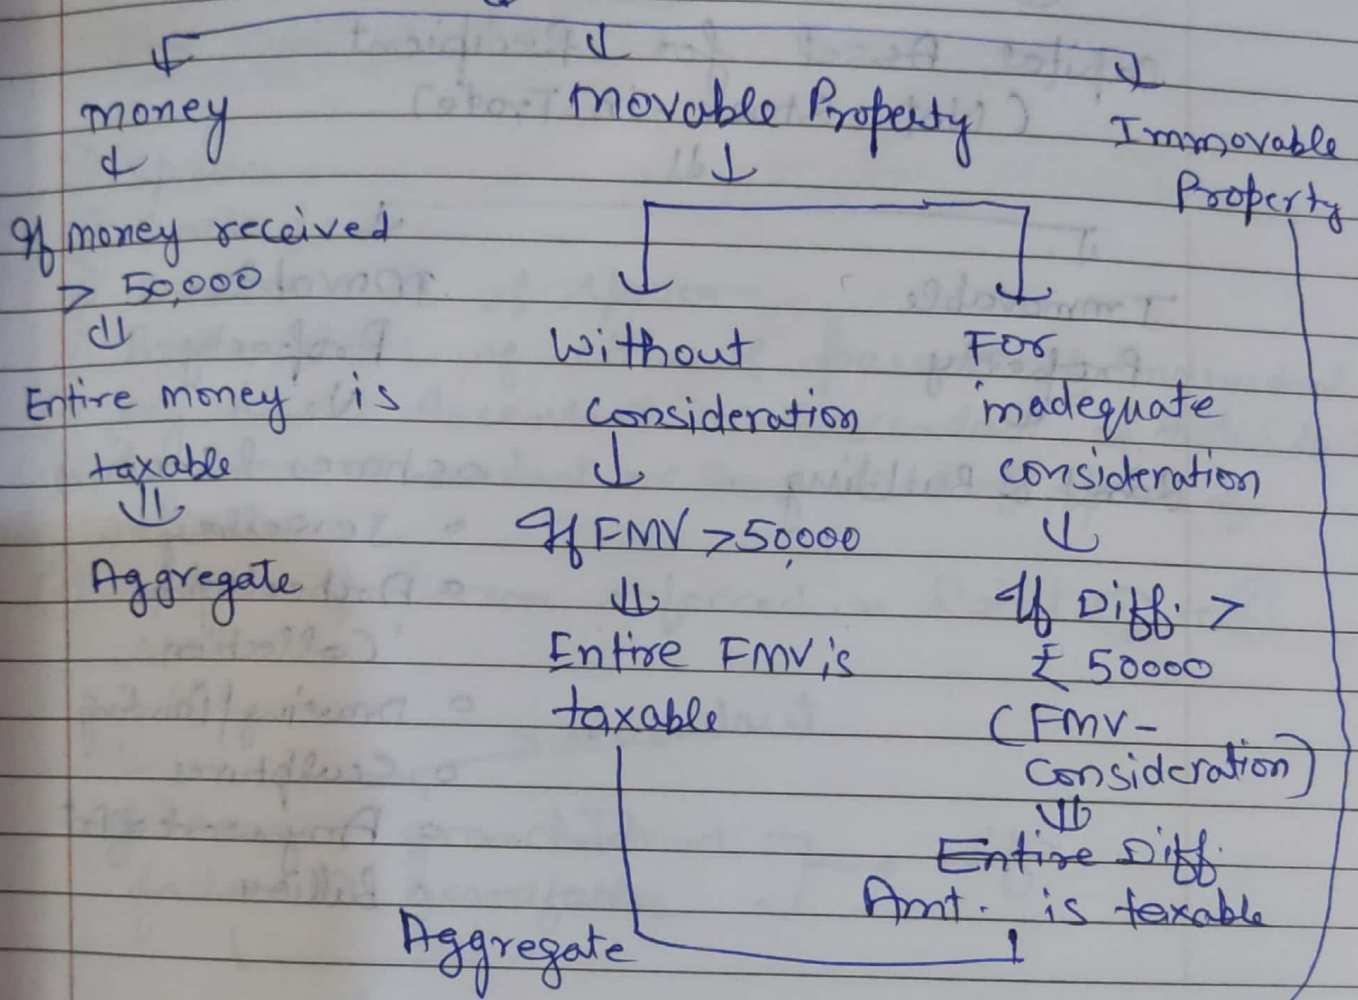 money
Movable Property
Immovable
Property
If money received
> 50,000
Entire money is
taxable
Aggregate
Without
consideration
If FMV >50,000
Entire FMV is
taxable
For
inadequate
consideration
If Diff. >
₹ 50000
(FMV-
Consideration)
Entire Diff.
Amt. is taxable
Aggregate